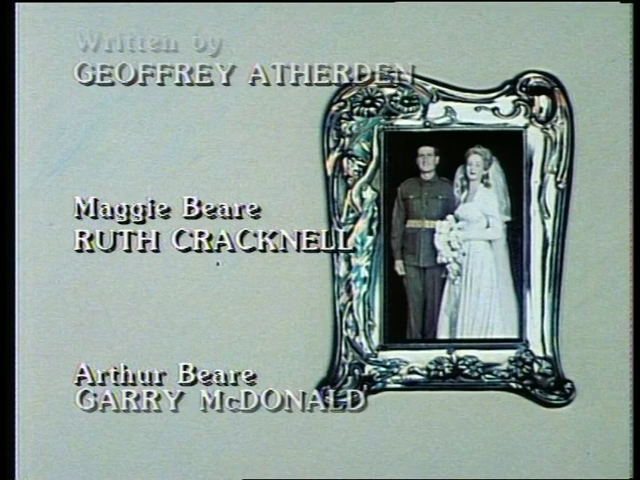 Written by
GEOFFREY ATHERDEN
Maggie Beare
RUTH CRACKNELL
Arthur Beare
GARRY McDONALD